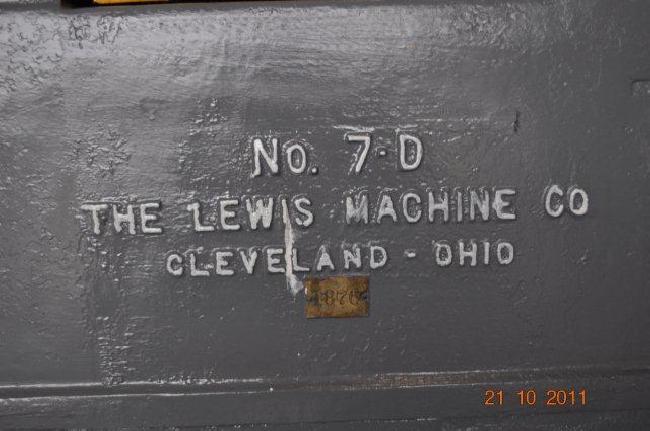 No. 7-D
THE LEWIS MACHINE CO
CLEVELAND - OHIO
21 10 2011